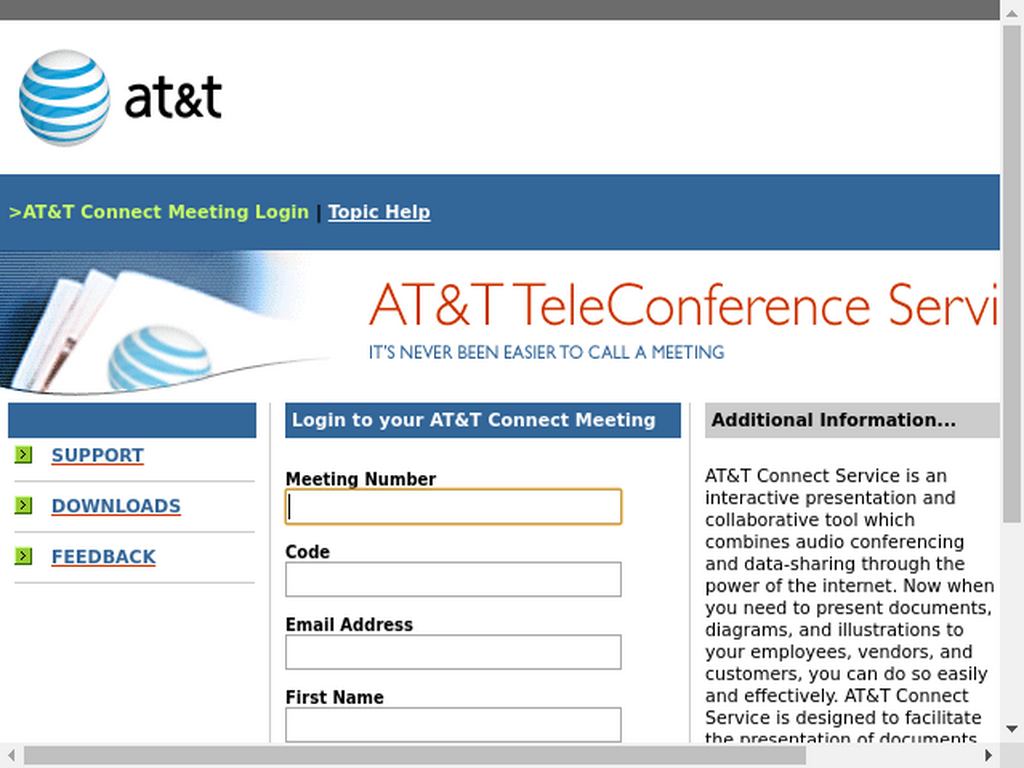 at&t
>AT&T Connect Meeting Login | Topic Help
AT&T TeleConference Servi
IT'S NEVER BEEN EASIER TO CALL A MEETING
SUPPORT
DOWNLOADS
FEEDBACK
Login to your AT&T Connect Meeting
Meeting Number
Code
Email Address
First Name
Additional Information...
AT&T Connect Service is an
interactive presentation and
collaborative tool which
combines audio conferencing
and data-sharing through the
power of the internet. Now when
you need to present documents,
diagrams, and illustrations to
your employees, vendors, and
customers, you can do so easily
and effectively. AT&T Connect
Service is designed to facilitate
the presentation of documents